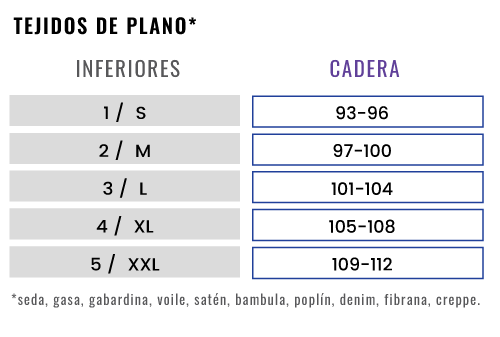 TEJIDOS DE PLANO*
INFERIORES CADERA
1 / S 93-96
2 / M 97-100
3 / L 101-104
4 / XL 105-108
5 / XXL 109-112
*seda, gasa, gabardina, voile, satén, bambula, poplín, denim, fibrana, creppe.